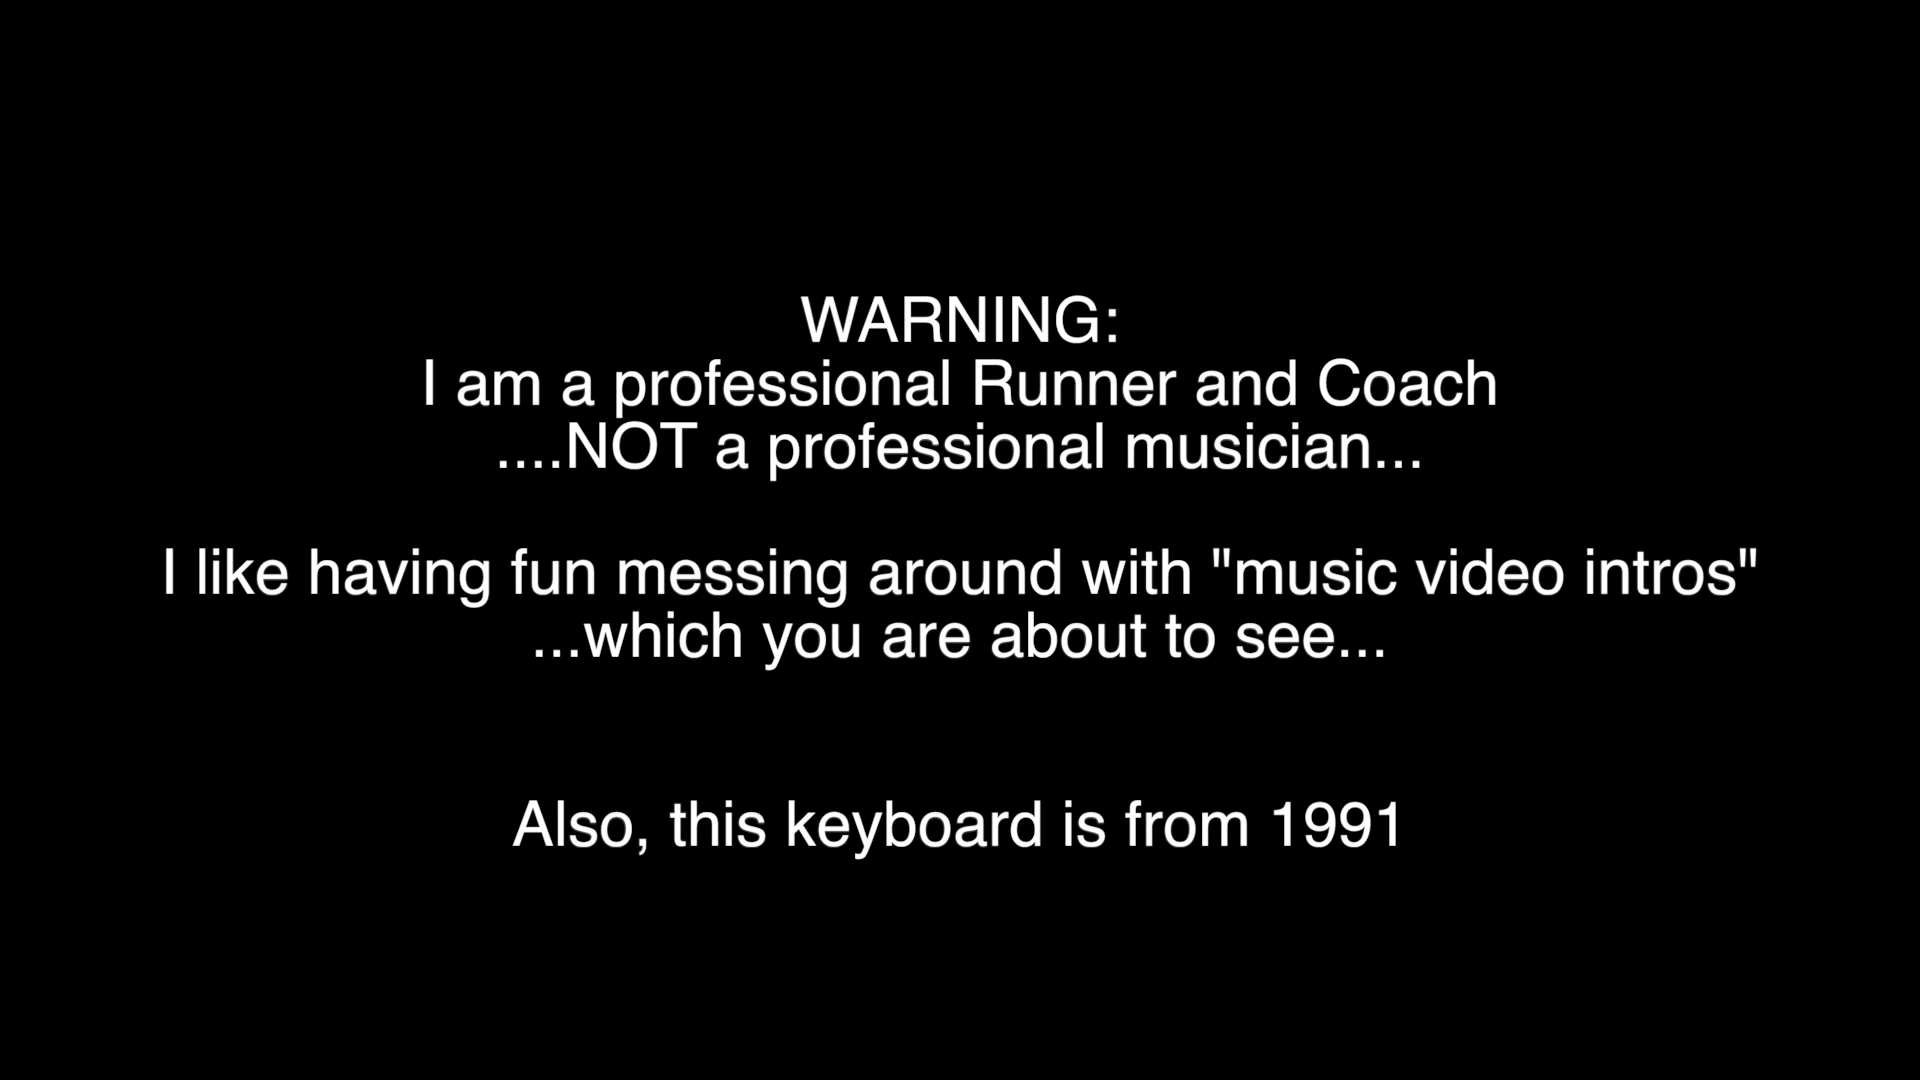 WARNING:
I am a professional Runner and Coach
....NOT a professional musician...
I like having fun messing around with "music video intros"
...which you are about to see...
Also, this keyboard is from 1991